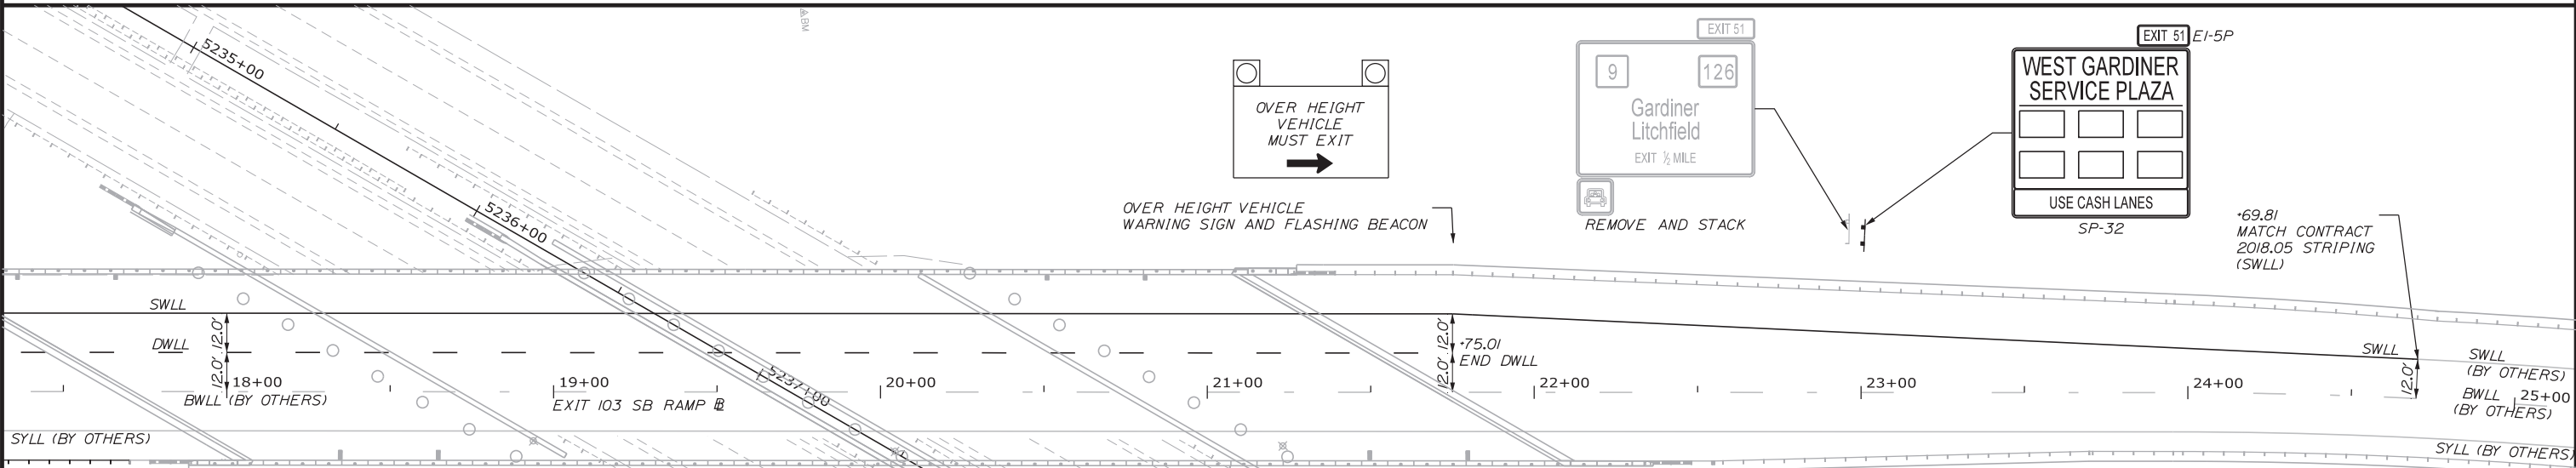 5235+00
BM
5236+00
5237+00
OVER HEIGHT
VEHICLE
MUST EXIT
OVER HEIGHT VEHICLE
WARNING SIGN AND FLASHING BEACON
EXIT 51
9 126
Gardiner
Litchfield
EXIT ½ MILE
REMOVE AND STACK
EXIT 51 E1-5P
WEST GARDINER
SERVICE PLAZA
USE CASH LANES
SP-32
+69.81
MATCH CONTRACT
2018.05 STRIPING
(SWLL)
SWLL
DWLL
12.0' 12.0'
BWLL (BY OTHERS)
SYLL (BY OTHERS)
18+00 19+00 20+00 21+00 22+00 23+00 24+00 25+00
EXIT 103 SB RAMP
12.0' 12.0'
+75.01
END DWLL
SWLL
12.0'
SWLL
(BY OTHERS)
BWLL
(BY OTHERS)
SYLL (BY OTHERS)